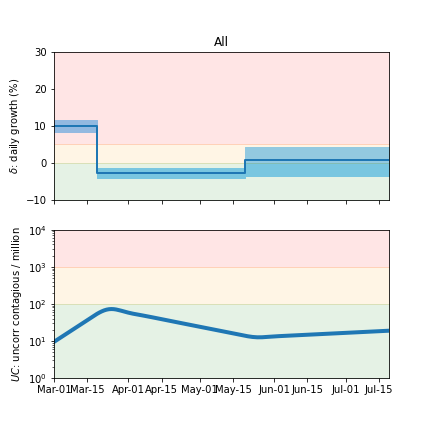 All
δ: daily growth (%)
30
20
10
0
−10
UC: uncorr contagious / million
10⁴
10³
10²
10¹
10⁰
Mar-01 Mar-15 Apr-01 Apr-15 May-01 May-15 Jun-01 Jun-15 Jul-01 Jul-15